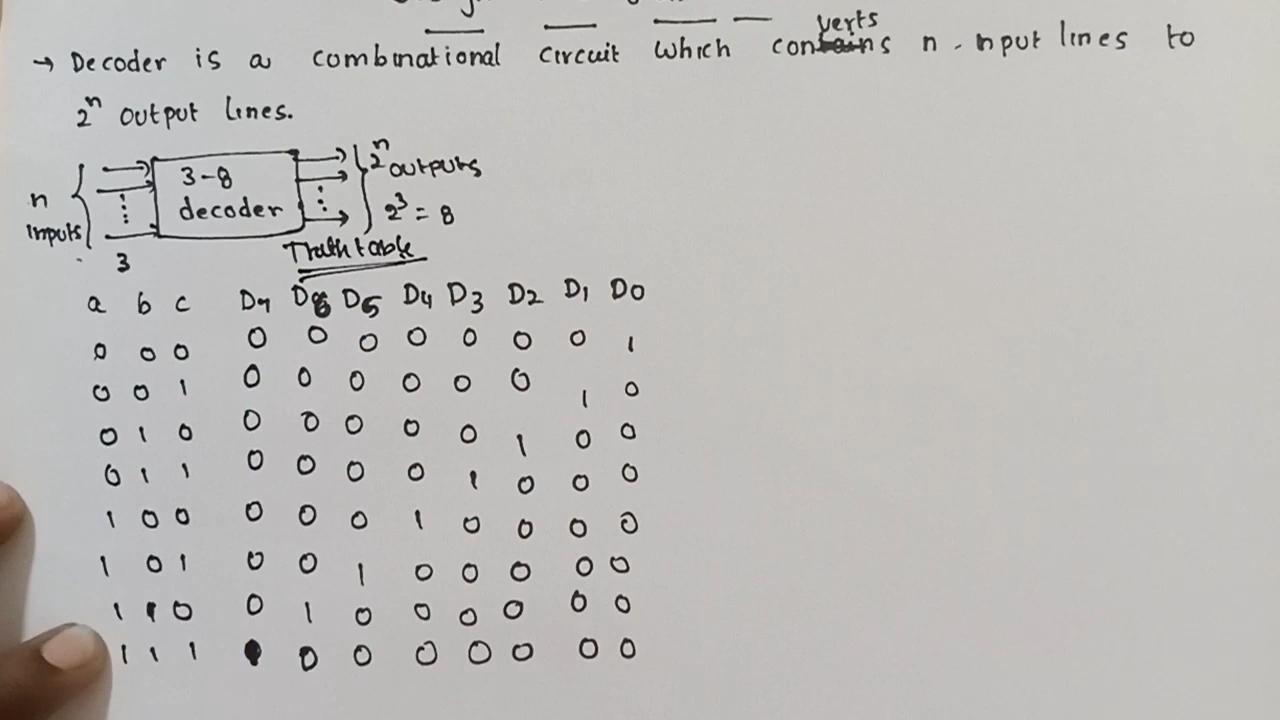 → Decoder is a combinational circuit which converts n-input lines to
2ⁿ output lines.
n inputs
3
3-8
decoder
2ⁿ outputs
2³ = 8
Truth table
a b c D7 D6 D5 D4 D3 D2 D1 D0
0 0 0 0 0 0 0 0 0 0 1
0 0 1 0 0 0 0 0 0 1 0
0 1 0 0 0 0 0 0 1 0 0
0 1 1 0 0 0 0 1 0 0 0
1 0 0 0 0 0 1 0 0 0 0
1 0 1 0 0 1 0 0 0 0 0
1 1 0 0 1 0 0 0 0 0 0
1 1 1 0 0 0 0 0 0 0